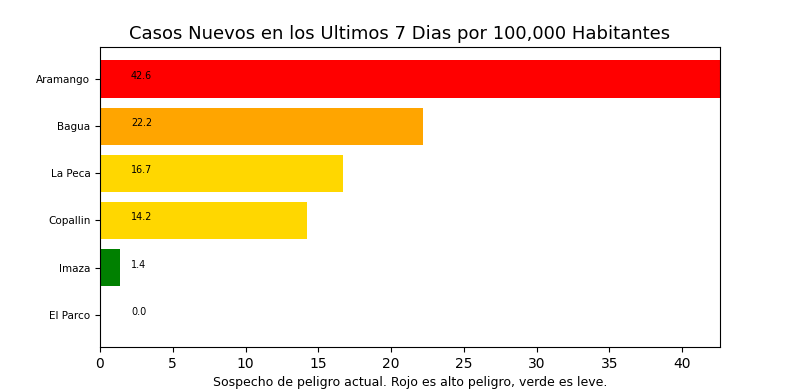 Casos Nuevos en los Ultimos 7 Dias por 100,000 Habitantes
Aramango 42.6
Bagua 22.2
La Peca 16.7
Copallin 14.2
Imaza 1.4
El Parco 0.0
0 5 10 15 20 25 30 35 40
Sospecho de peligro actual. Rojo es alto peligro, verde es leve.